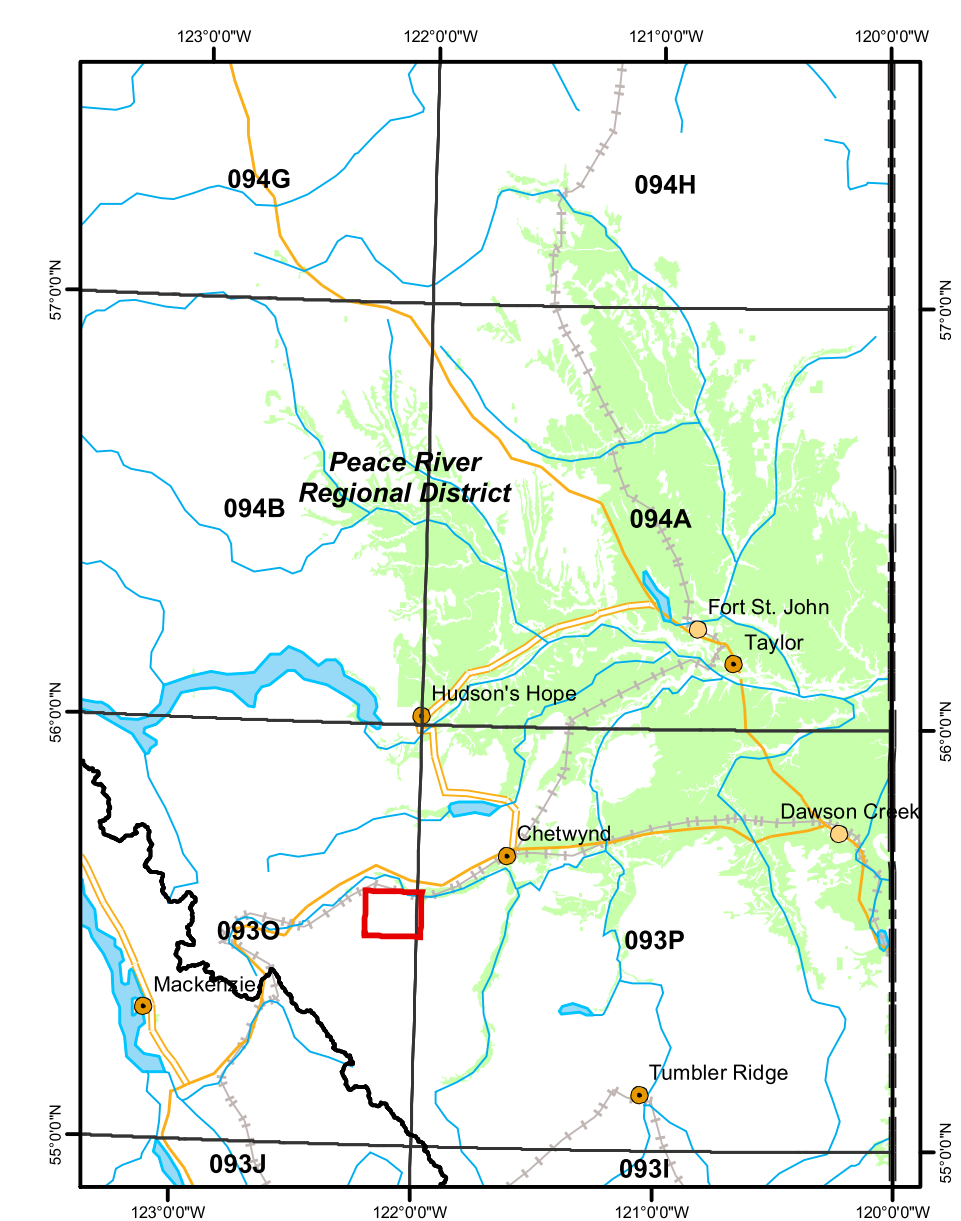 123°0'0"W
122°0'0"W
121°0'0"W
120°0'0"W
094G
094H
57°0'0"N
57°0'0"N
Peace River
Regional District
094B
094A
Fort St. John
Taylor
Hudson's Hope
56°0'0"N
56°0'0"N
Dawson Creek
Chetwynd
093O
093P
Mackenzie
Tumbler Ridge
55°0'0"N
55°0'0"N
093J
093I
123°0'0"W
122°0'0"W
121°0'0"W
120°0'0"W